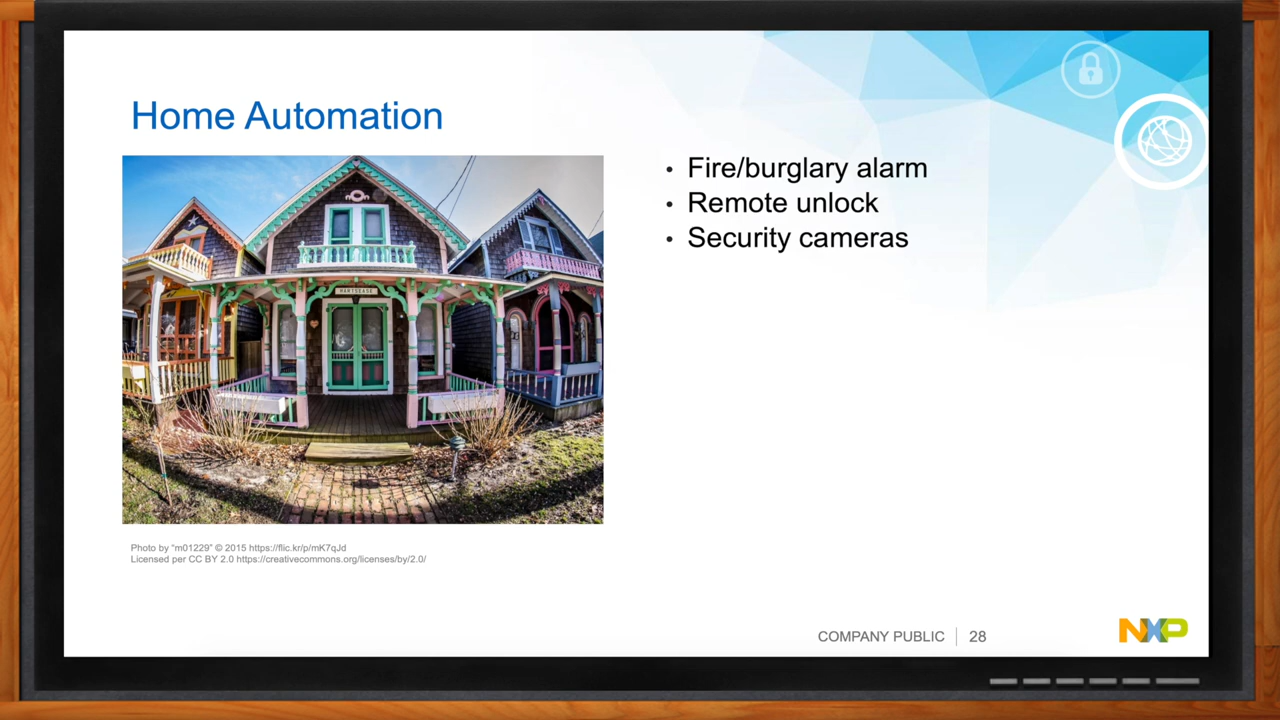 Home Automation
MARYSEASE
• Fire/burglary alarm
• Remote unlock
• Security cameras
Photo by “m01229” © 2015 https://flic.kr/p/mK7qJd
Licensed per CC BY 2.0 https://creativecommons.org/licenses/by/2.0/
COMPANY PUBLIC | 28
NXP